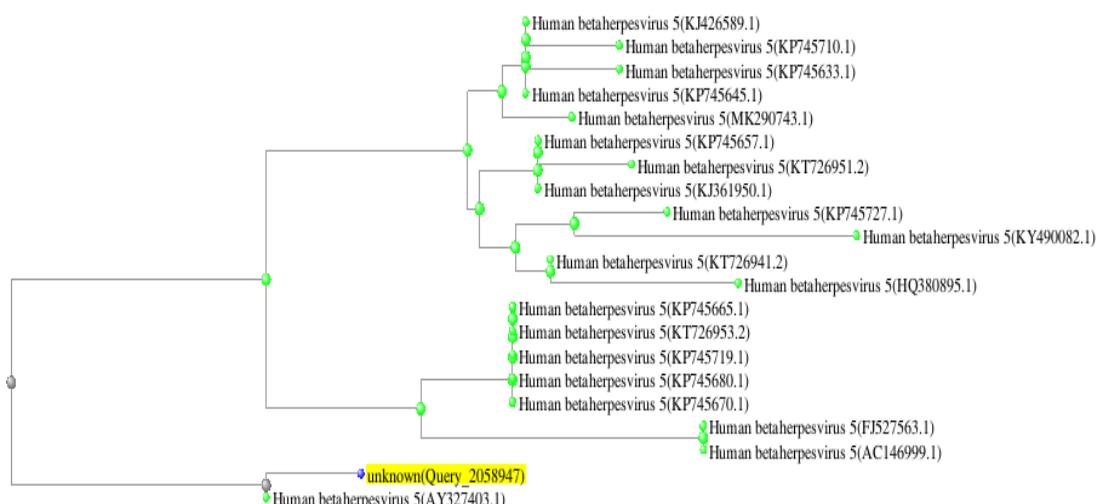 Human betaherpesvirus 5(KJ426589.1)
Human betaherpesvirus 5(KP745710.1)
Human betaherpesvirus 5(KP745633.1)
Human betaherpesvirus 5(KP745645.1)
Human betaherpesvirus 5(MK290743.1)
Human betaherpesvirus 5(KP745657.1)
Human betaherpesvirus 5(KT726951.2)
Human betaherpesvirus 5(KJ361950.1)
Human betaherpesvirus 5(KP745727.1)
Human betaherpesvirus 5(KY490082.1)
Human betaherpesvirus 5(KT726941.2)
Human betaherpesvirus 5(HQ380895.1)
Human betaherpesvirus 5(KP745665.1)
Human betaherpesvirus 5(KT726953.2)
Human betaherpesvirus 5(KP745719.1)
Human betaherpesvirus 5(KP745680.1)
Human betaherpesvirus 5(KP745670.1)
Human betaherpesvirus 5(FJ527563.1)
Human betaherpesvirus 5(AC146999.1)
unknown(Query_2058947)
Human betaherpesvirus 5(AY327403.1)